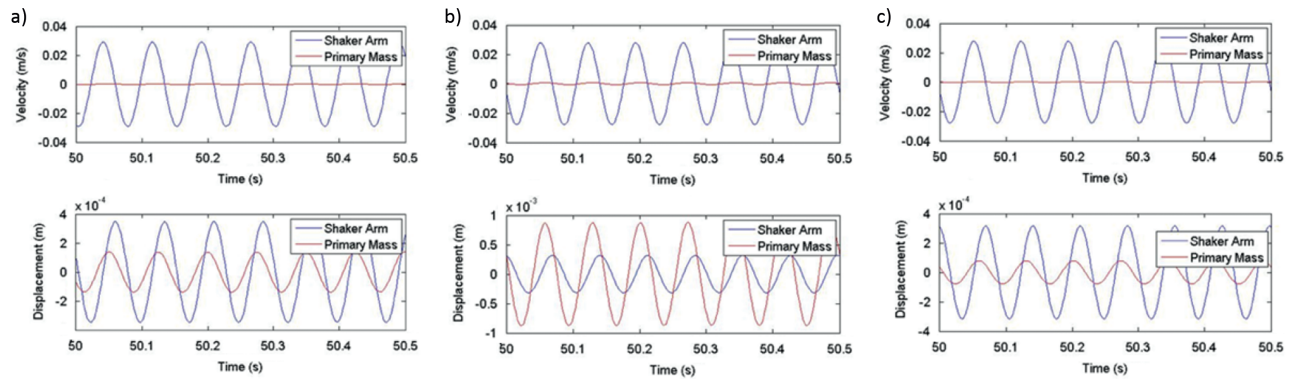 a)
0.04
0.02
0
-0.02
-0.04
Velocity (m/s)
Shaker Arm
Primary Mass
50 50.1 50.2 50.3 50.4 50.5
Time (s)
x 10-4
4
2
0
-2
Displacement (m)
Shaker Arm
Primary Mass
50 50.1 50.2 50.3 50.4 50.5
Time (s)
b)
0.04
0.02
0
-0.02
-0.04
Velocity (m/s)
Shaker Arm
Primary Mass
50 50.1 50.2 50.3 50.4 50.5
Time (s)
x 10-3
1
0.5
0
-0.5
-1
Displacement (m)
Shaker Arm
Primary Mass
50 50.1 50.2 50.3 50.4 50.5
Time (s)
c)
0.04
0.02
0
-0.02
-0.04
Velocity (m/s)
Shaker Arm
Primary Mass
50 50.1 50.2 50.3 50.4 50.5
Time (s)
x 10-4
4
2
0
-2
-4
Displacement (m)
Shaker Arm
Primary Mass
50 50.1 50.2 50.3 50.4 50.5
Time (s)